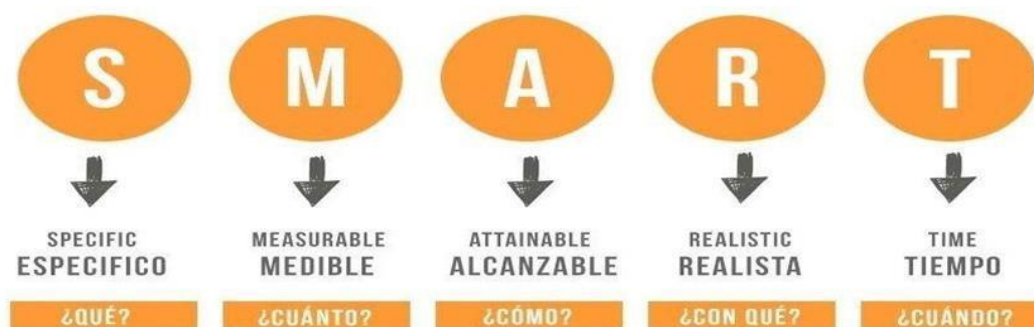 S M A R T
SPECIFIC MEASURABLE ATTAINABLE REALISTIC TIME
ESPECIFICO MEDIBLE ALCANZABLE REALISTA TIEMPO
¿QUÉ? ¿CUÁNTO? ¿CÓMO? ¿CON QUÉ? ¿CUÁNDO?